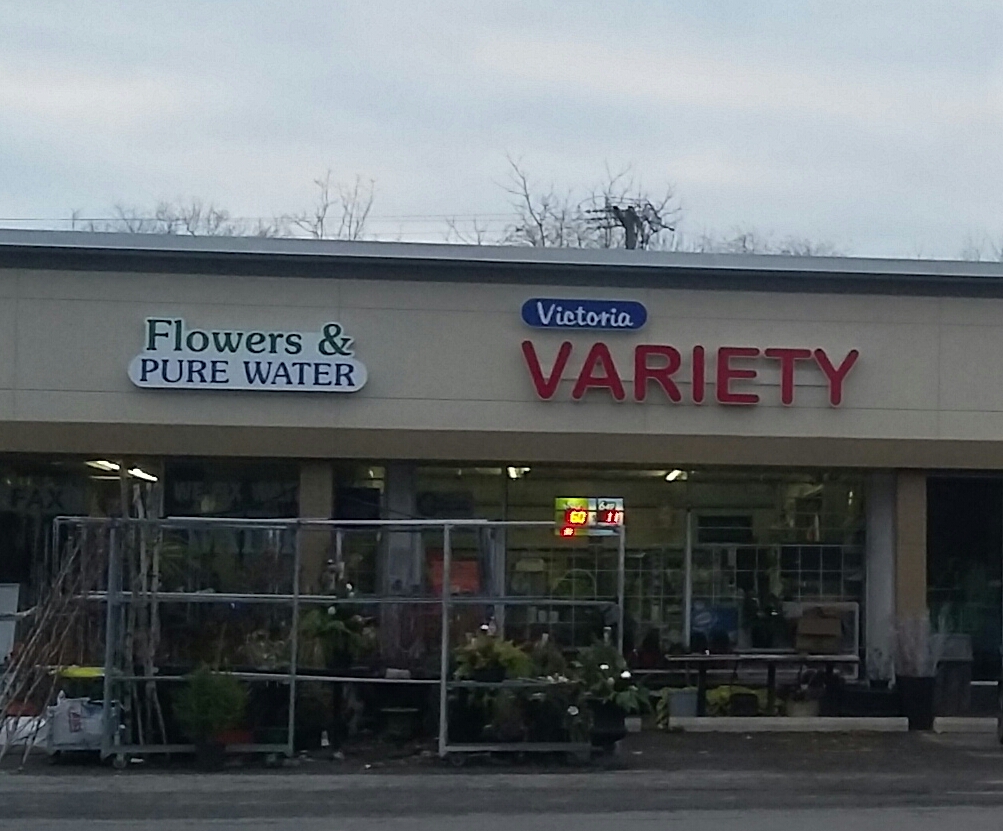 Flowers &
PURE WATER
Victoria
VARIETY
FAX